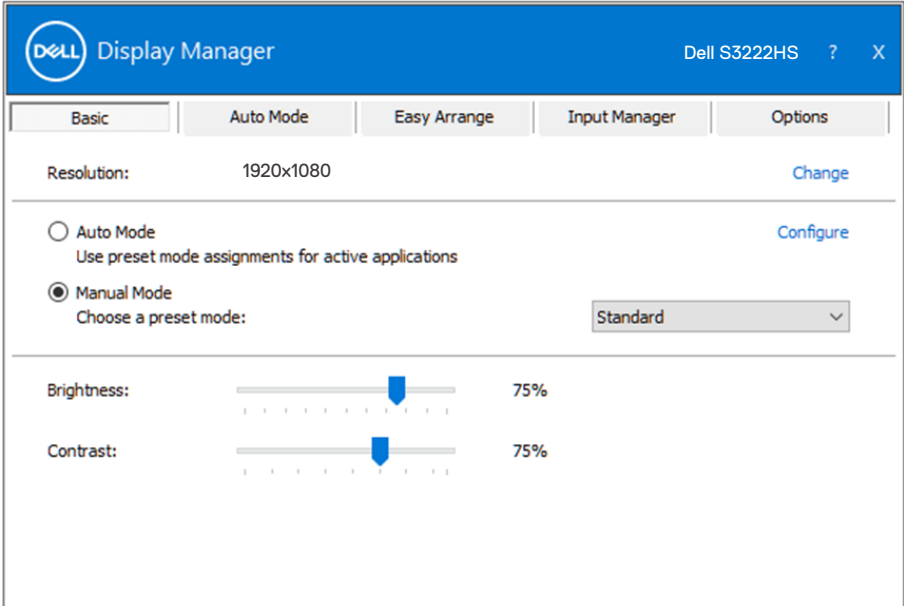 DELL Display Manager Dell S3222HS ? X
Basic Auto Mode Easy Arrange Input Manager Options
Resolution: 1920x1080 Change
Auto Mode Configure
Use preset mode assignments for active applications
Manual Mode
Choose a preset mode: Standard
Brightness: 75%
Contrast: 75%